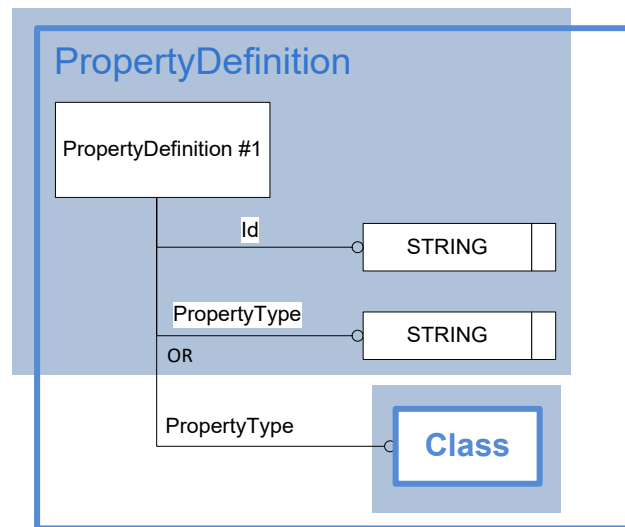 PropertyDefinition
PropertyDefinition #1
Id
STRING
PropertyType
STRING
OR
PropertyType
Class